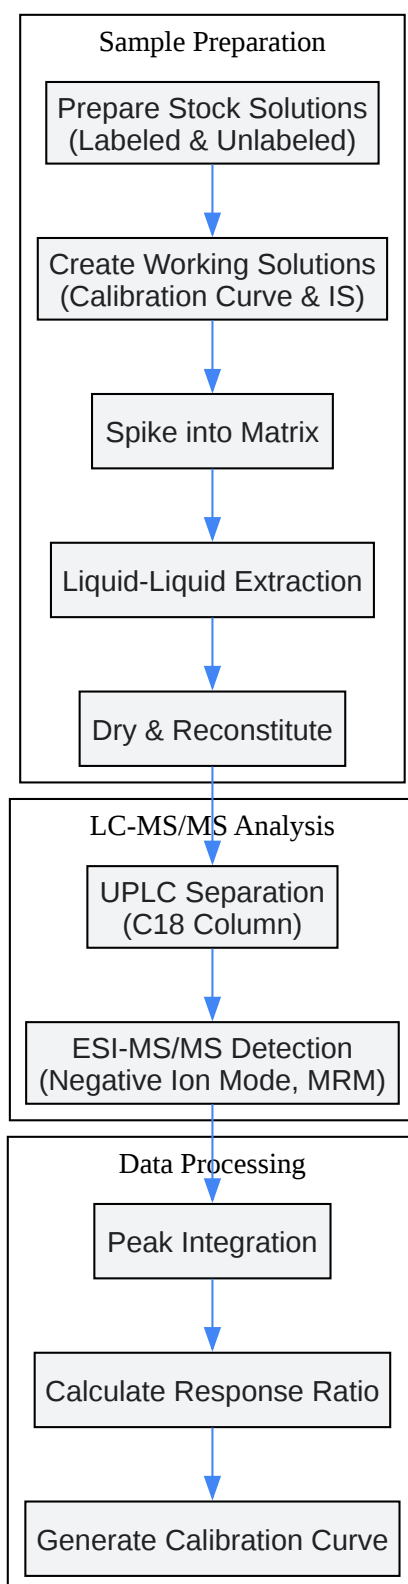 Sample Preparation
Prepare Stock Solutions
(Labeled & Unlabeled)
Create Working Solutions
(Calibration Curve & IS)
Spike into Matrix
Liquid-Liquid Extraction
Dry & Reconstitute
LC-MS/MS Analysis
UPLC Separation
(C18 Column)
ESI-MS/MS Detection
(Negative Ion Mode, MRM)
Data Processing
Peak Integration
Calculate Response Ratio
Generate Calibration Curve